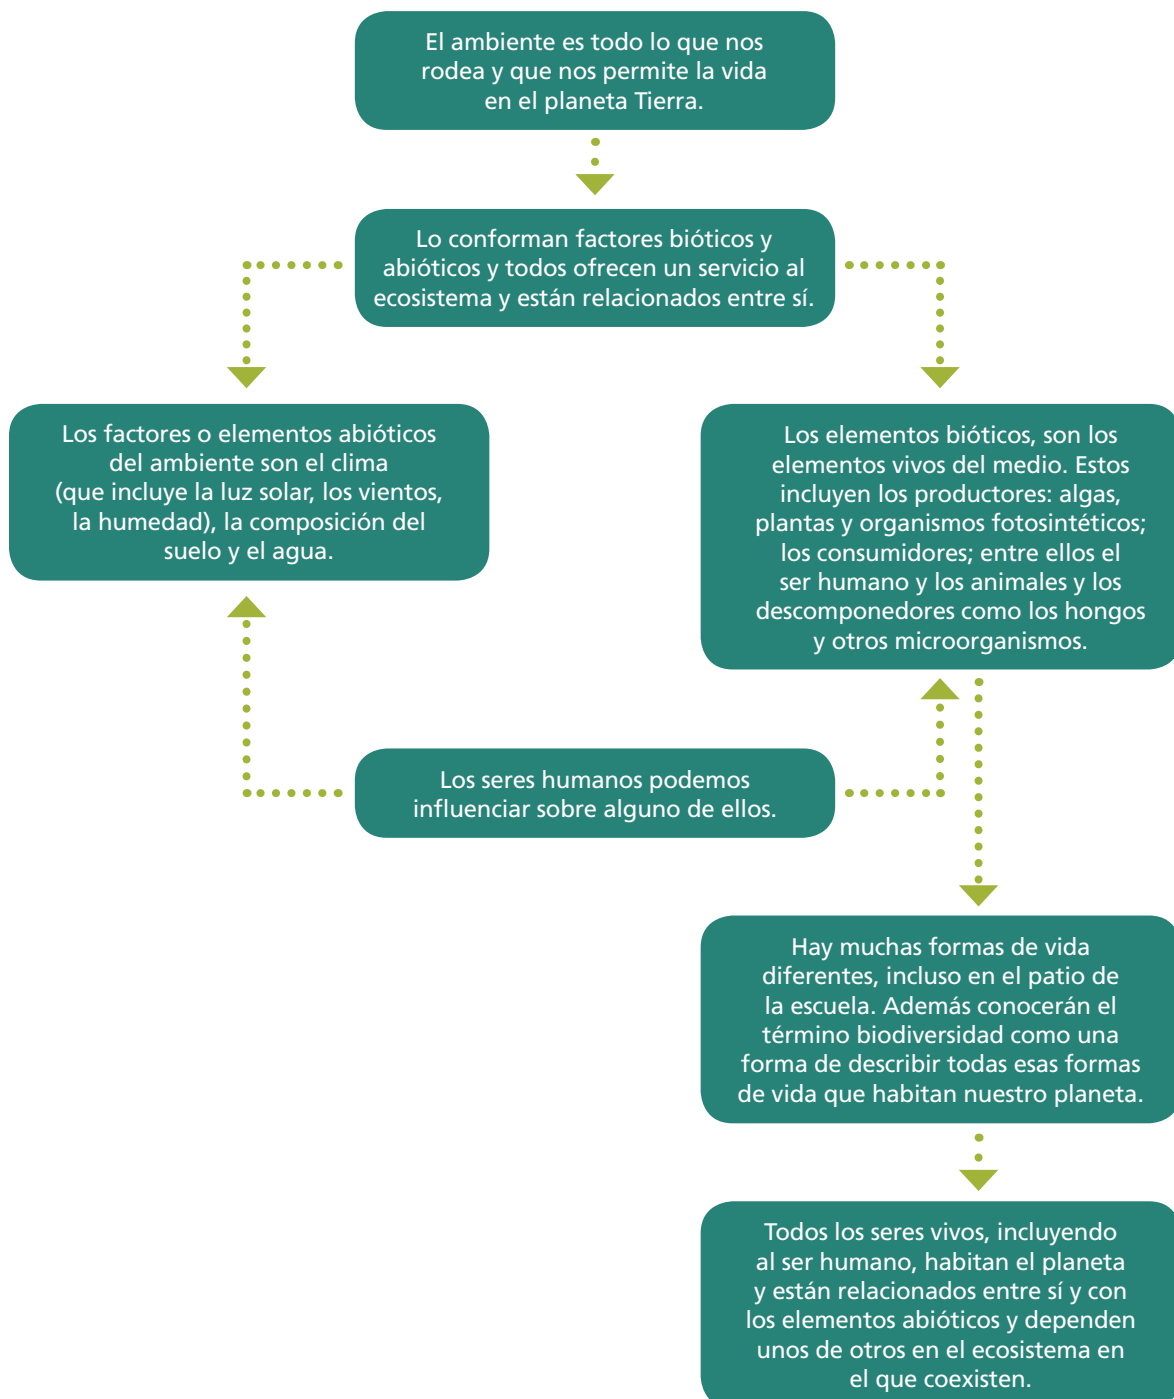 El ambiente es todo lo que nos
rodea y que nos permite la vida
en el planeta Tierra.
Lo conforman factores bióticos y
abióticos y todos ofrecen un servicio al
ecosistema y están relacionados entre sí.
Los factores o elementos abióticos
del ambiente son el clima
(que incluye la luz solar, los vientos,
la humedad), la composición del
suelo y el agua.
Los elementos bióticos, son los
elementos vivos del medio. Estos
incluyen los productores: algas,
plantas y organismos fotosintéticos;
los consumidores; entre ellos el
ser humano y los animales y los
descomponedores como los hongos
y otros microorganismos.
Los seres humanos podemos
influenciar sobre alguno de ellos.
Hay muchas formas de vida
diferentes, incluso en el patio de
la escuela. Además conocerán el
término biodiversidad como una
forma de describir todas esas formas
de vida que habitan nuestro planeta.
Todos los seres vivos, incluyendo
al ser humano, habitan el planeta
y están relacionados entre sí y con
los elementos abióticos y dependen
unos de otros en el ecosistema en
el que coexisten.